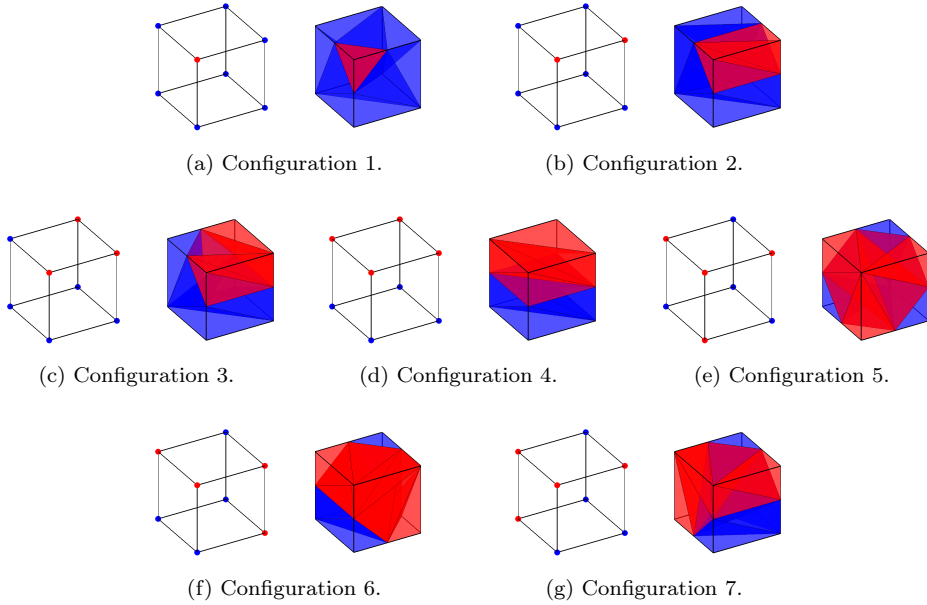 (a) Configuration 1.
(b) Configuration 2.
(c) Configuration 3.
(d) Configuration 4.
(e) Configuration 5.
(f) Configuration 6.
(g) Configuration 7.